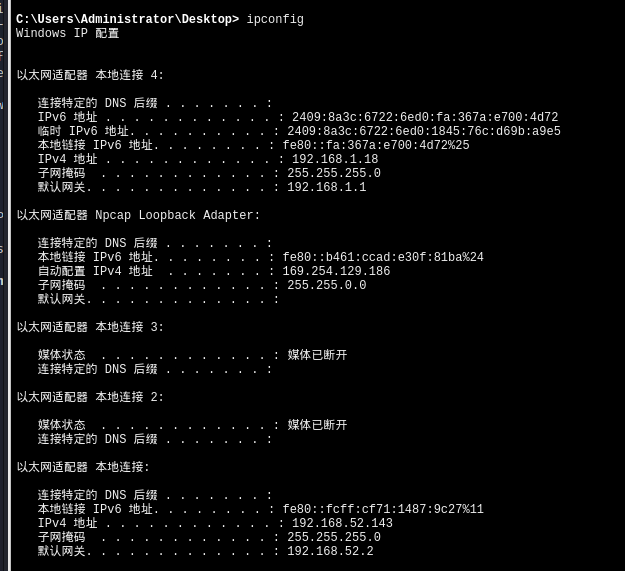 C:\Users\Administrator\Desktop> ipconfig
Windows IP 配置
以太网适配器 本地连接 4:
连接特定的 DNS 后缀 . . . . . . . :
IPv6 地址 . . . . . . . . . . . . : 2409:8a3c:6722:6ed0:fa:367a:e700:4d72
临时 IPv6 地址. . . . . . . . . . : 2409:8a3c:6722:6ed0:1845:76c:d69b:a9e5
本地链接 IPv6 地址. . . . . . . . : fe80::fa:367a:e700:4d72%25
IPv4 地址 . . . . . . . . . . . . : 192.168.1.18
子网掩码  . . . . . . . . . . . . : 255.255.255.0
默认网关. . . . . . . . . . . . . : 192.168.1.1
以太网适配器 Npcap Loopback Adapter:
连接特定的 DNS 后缀 . . . . . . . :
本地链接 IPv6 地址. . . . . . . . : fe80::b461:ccad:e30f:81ba%24
自动配置 IPv4 地址  . . . . . . . : 169.254.129.186
子网掩码  . . . . . . . . . . . . : 255.255.0.0
默认网关. . . . . . . . . . . . . :
以太网适配器 本地连接 3:
媒体状态  . . . . . . . . . . . . : 媒体已断开
连接特定的 DNS 后缀 . . . . . . . :
以太网适配器 本地连接 2:
媒体状态  . . . . . . . . . . . . : 媒体已断开
连接特定的 DNS 后缀 . . . . . . . :
以太网适配器 本地连接:
连接特定的 DNS 后缀 . . . . . . . :
本地链接 IPv6 地址. . . . . . . . : fe80::fcff:cf71:1487:9c27%11
IPv4 地址 . . . . . . . . . . . . : 192.168.52.143
子网掩码  . . . . . . . . . . . . : 255.255.255.0
默认网关. . . . . . . . . . . . . : 192.168.52.2